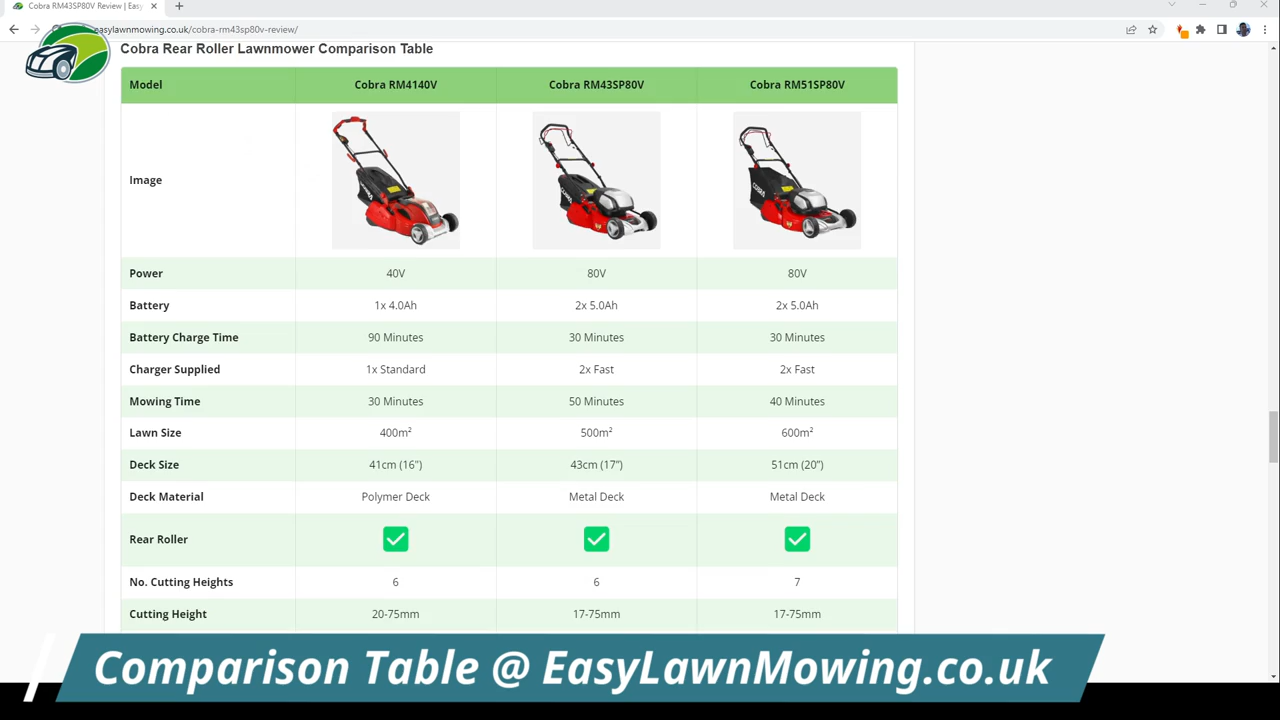 Cobra RM43SP80V Review | Easy
easylawnmowing.co.uk/cobra-rm43sp80v-review/
Cobra Rear Roller Lawnmower Comparison Table
Model Cobra RM4140V Cobra RM43SP80V Cobra RM51SP80V
Image
Power 40V 80V 80V
Battery 1x 4.0Ah 2x 5.0Ah 2x 5.0Ah
Battery Charge Time 90 Minutes 30 Minutes 30 Minutes
Charger Supplied 1x Standard 2x Fast 2x Fast
Mowing Time 30 Minutes 50 Minutes 40 Minutes
Lawn Size 400m² 500m² 600m²
Deck Size 41cm (16") 43cm (17”) 51cm (20”)
Deck Material Polymer Deck Metal Deck Metal Deck
Rear Roller
No. Cutting Heights 6 6 7
Cutting Height 20-75mm 17-75mm 17-75mm
Comparison Table @ EasyLawnMowing.co.uk